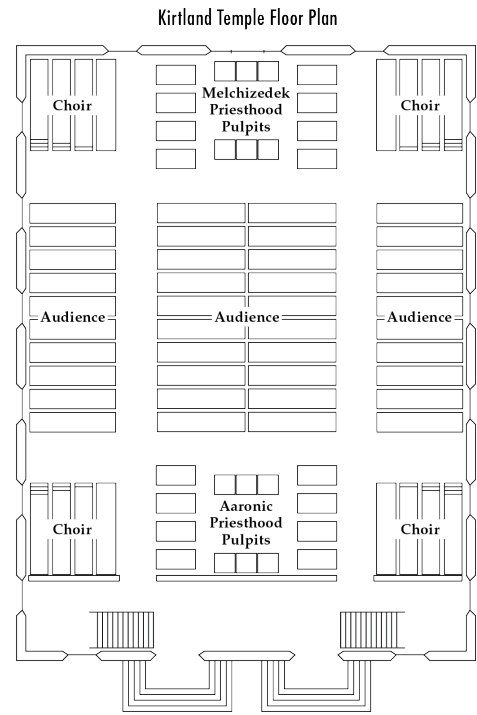 Kirtland Temple Floor Plan
Choir
Melchizedek
Priesthood
Pulpits
Choir
Audience
Audience
Audience
Choir
Aaronic
Priesthood
Pulpits
Choir